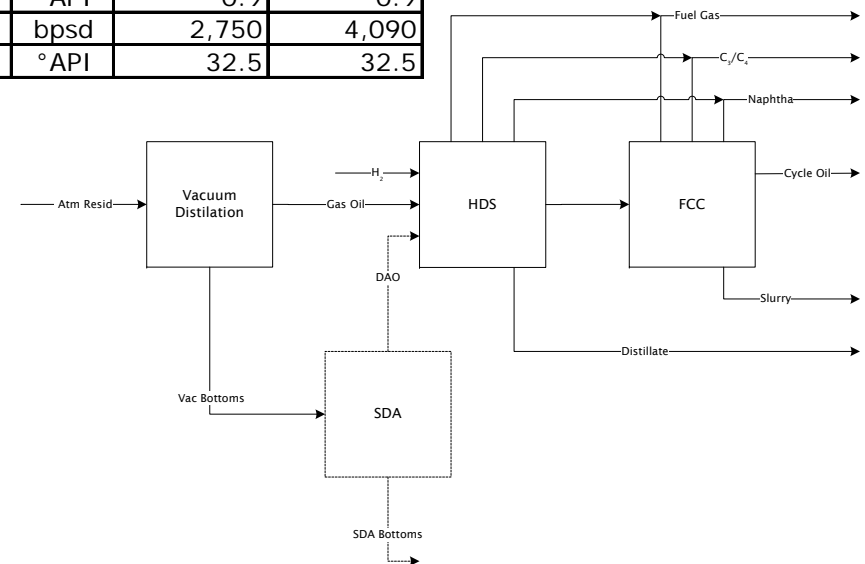 bpsd 2,750 4,090
°API 32.5 32.5
Fuel Gas
C3/C4
Naphtha
H2
Atm Resid
Vacuum
Distilation
Gas Oil
HDS
FCC
Cycle Oil
DAO
Slurry
Distillate
Vac Bottoms
SDA
SDA Bottoms